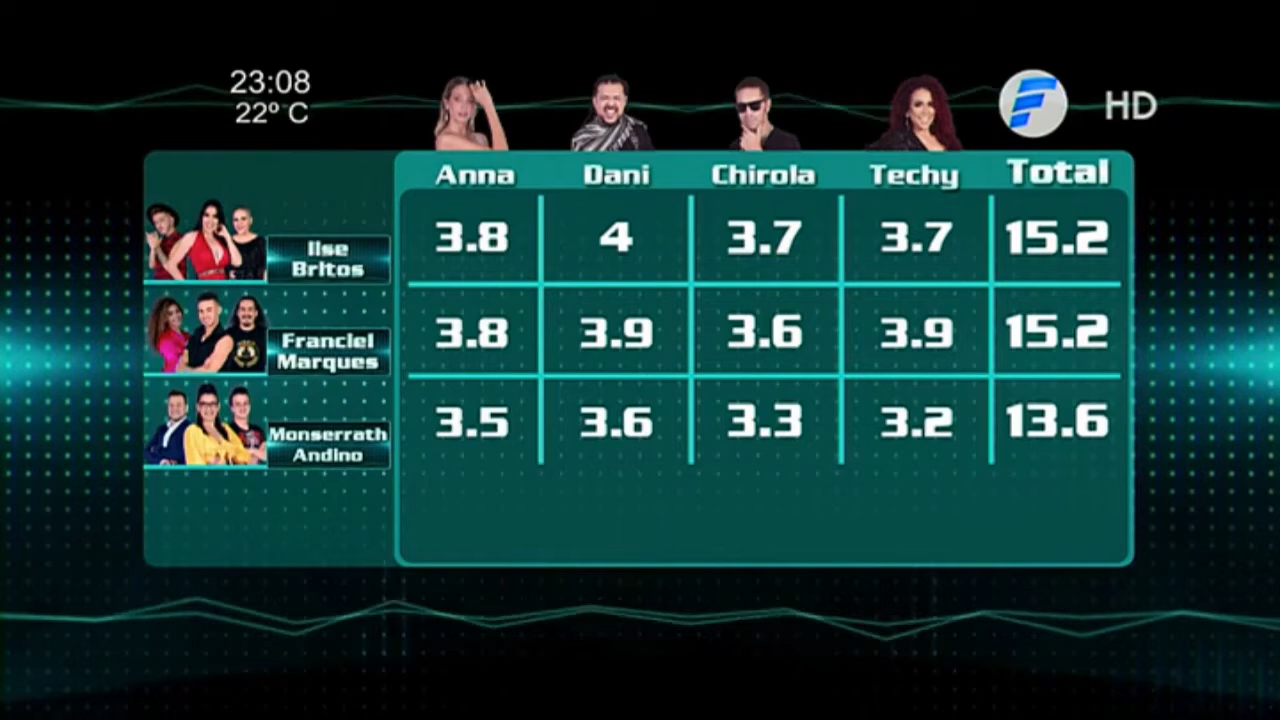 23:08
22º C
HD
Anna Dani Chirola Techy Total
Ilse
Britos
3.8 4 3.7 3.7 15.2
Franciel
Marques
3.8 3.9 3.6 3.9 15.2
Monserrath
Andino
3.5 3.6 3.3 3.2 13.6